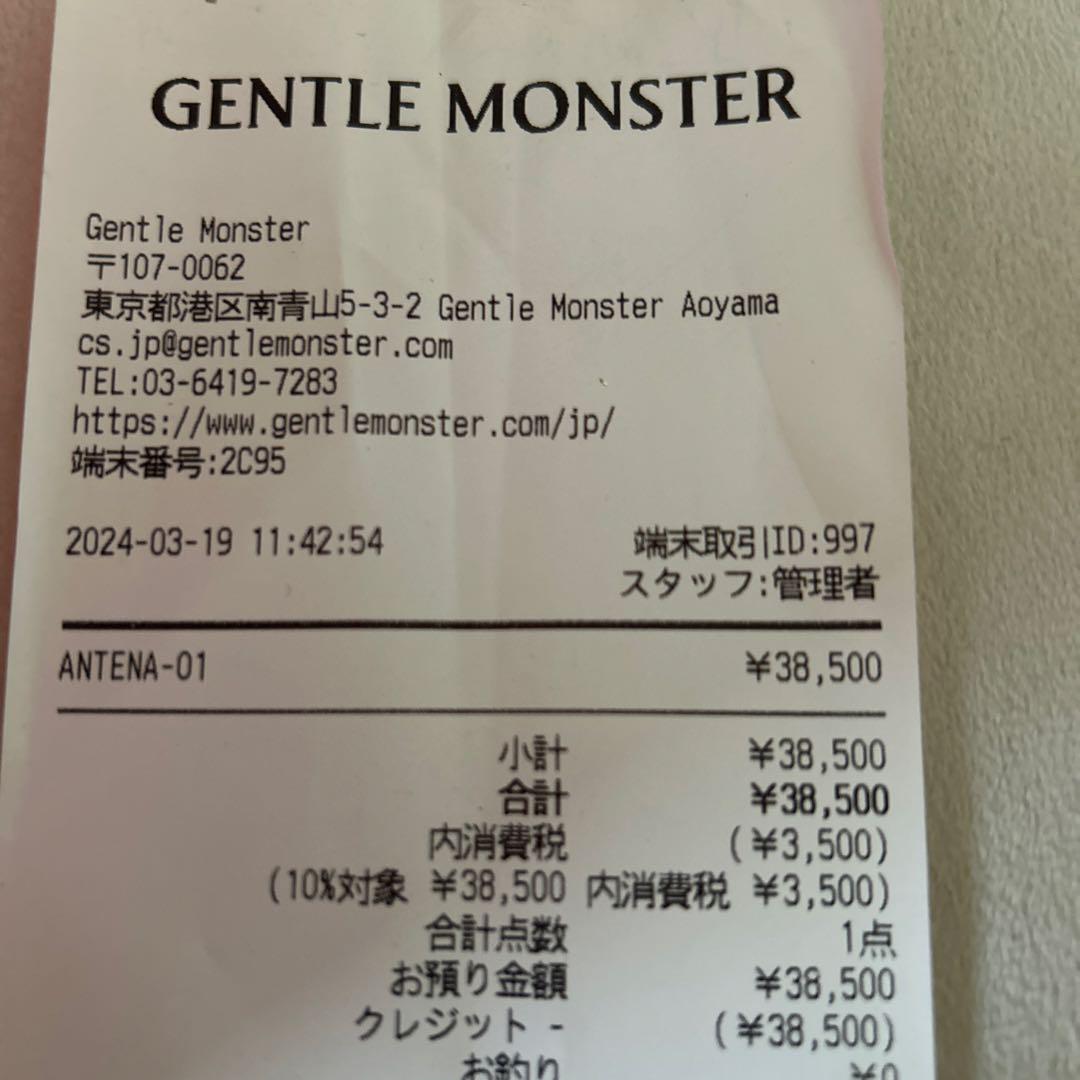 GENTLE MONSTER
Gentle Monster
〒107-0062
東京都港区南青山5-3-2 Gentle Monster Aoyama
cs.jp@gentlemonster.com
TEL:03-6419-7283
https://www.gentlemonster.com/jp/
端末番号:2C95
2024-03-19 11:42:54 端末取引ID:997
スタッフ:管理者
ANTENA-01 ¥38,500
小計 ¥38,500
合計 ¥38,500
内消費税 (¥3,500)
(10%対象 ¥38,500 内消費税 ¥3,500)
合計点数 1点
お預り金額 ¥38,500
クレジット - (¥38,500)
お釣り ¥0